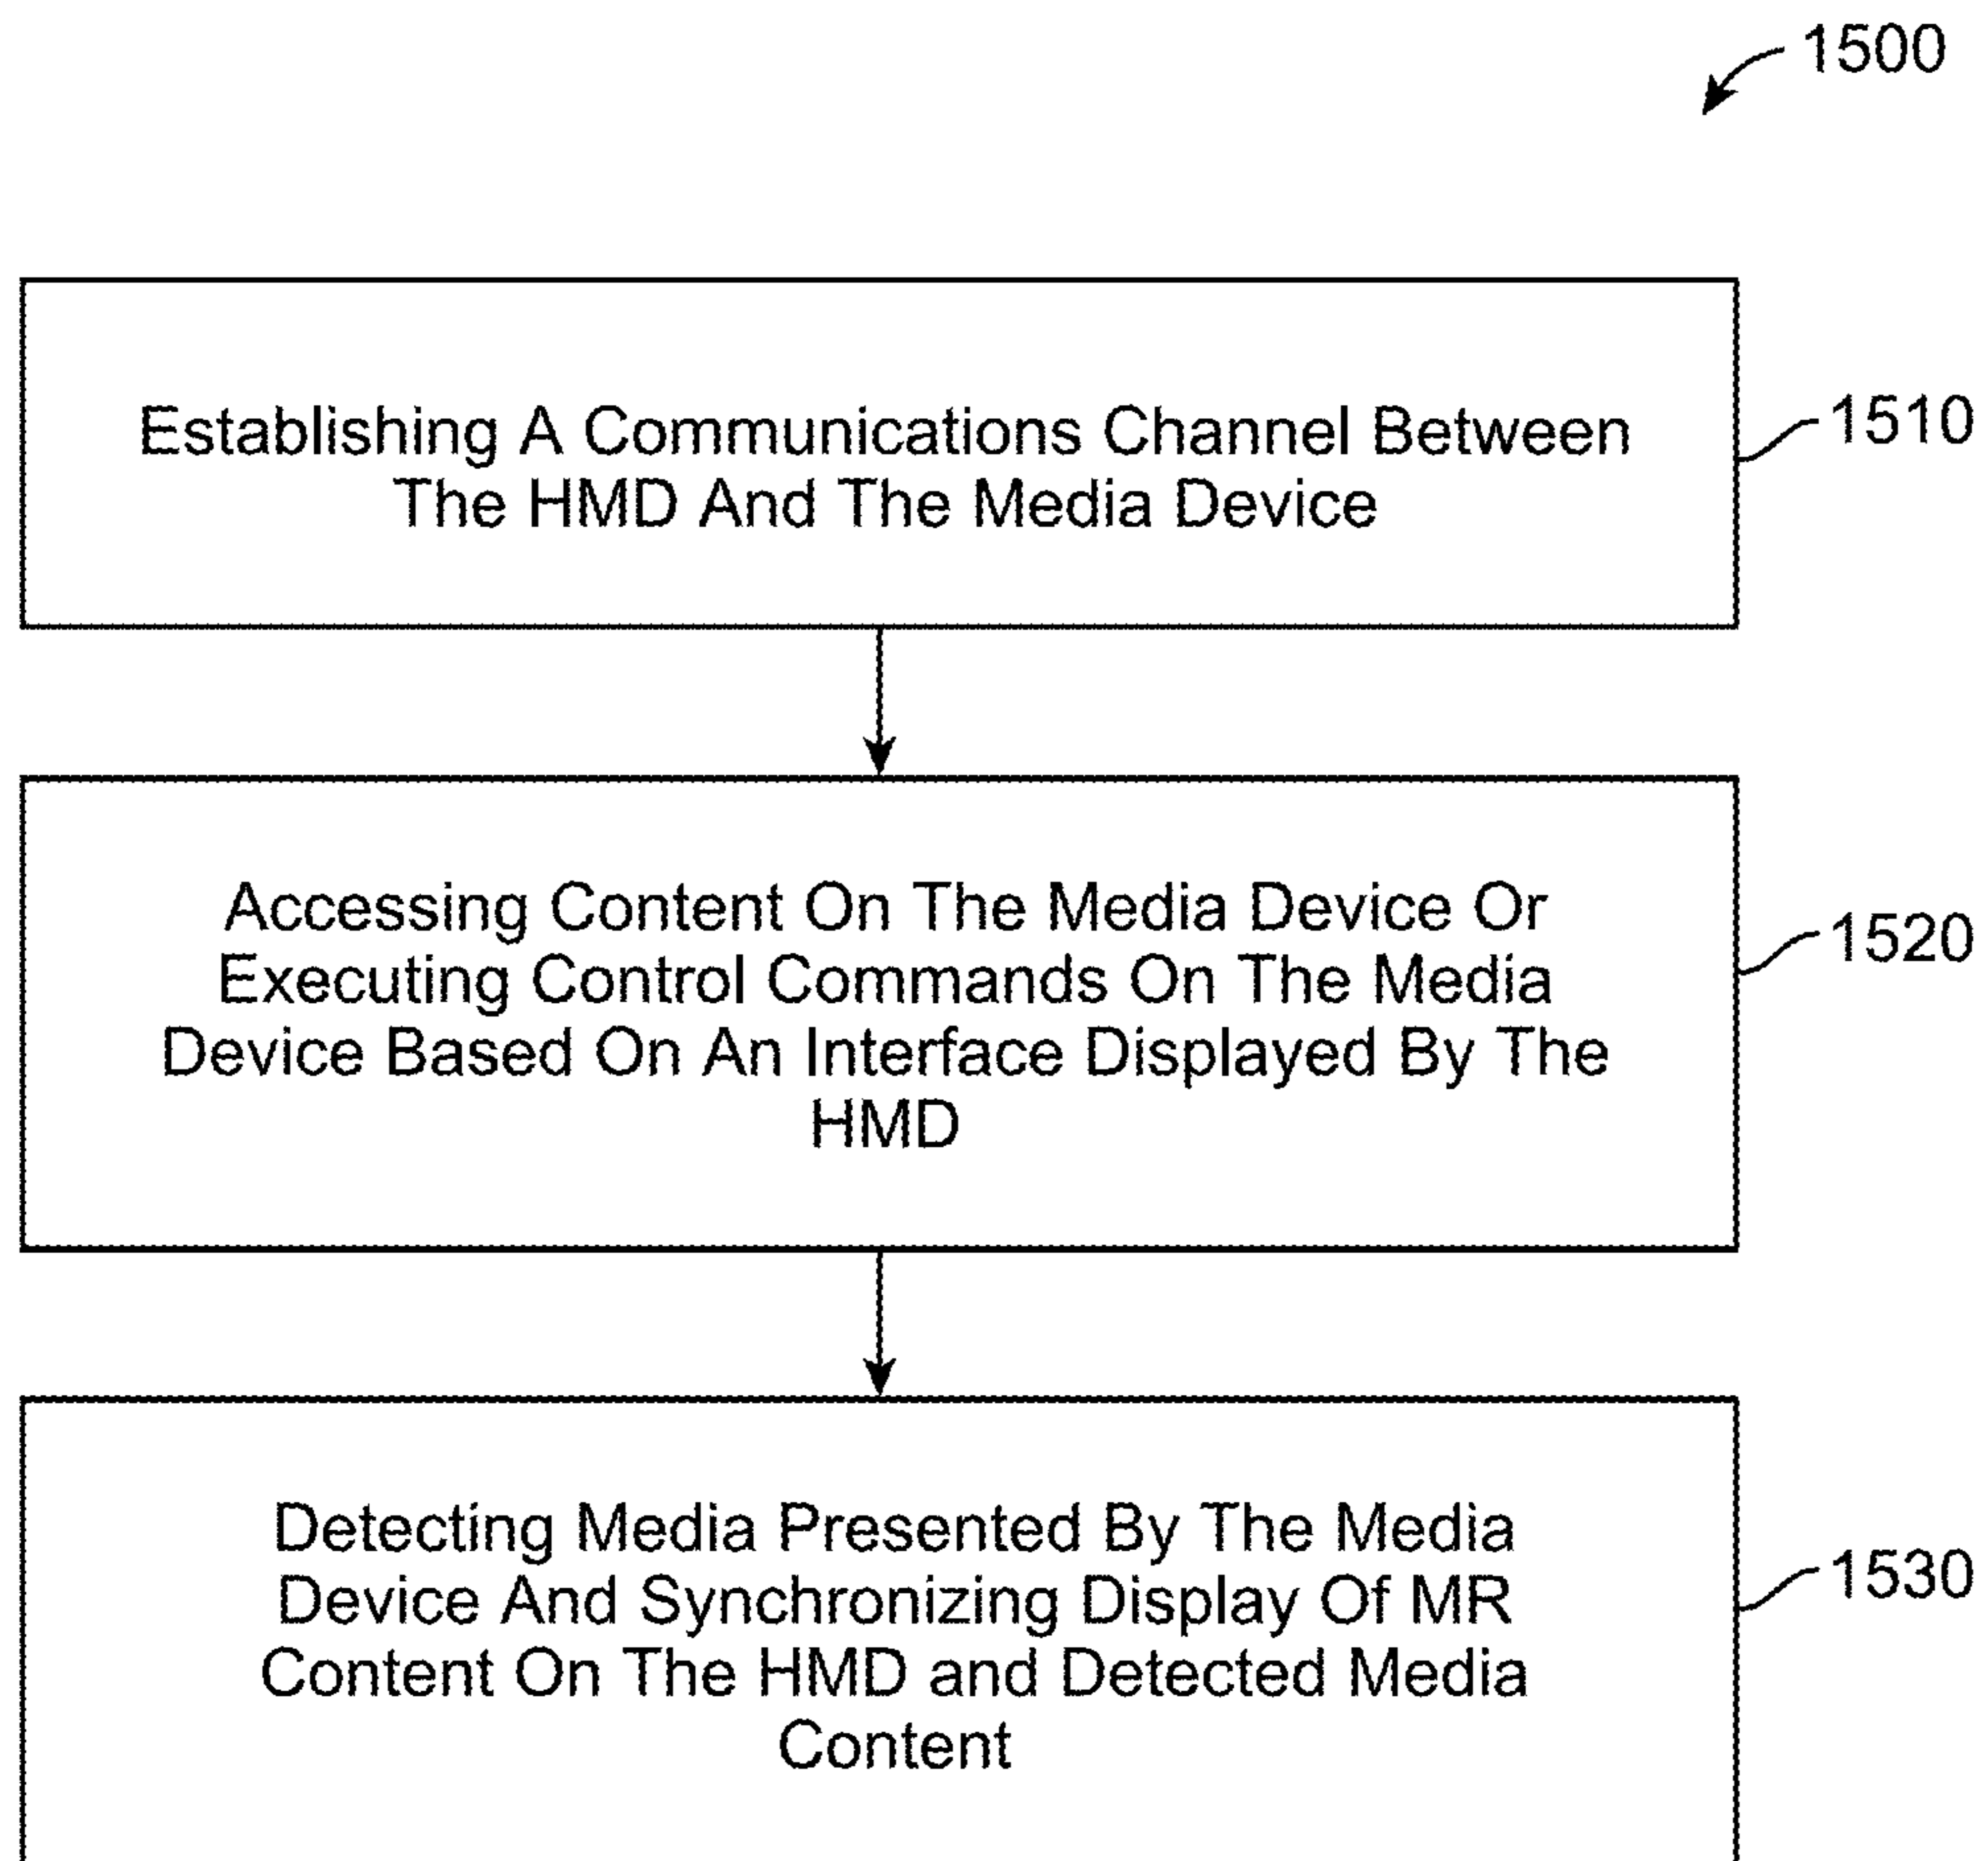 1500
Establishing A Communications Channel Between
The HMD And The Media Device
1510
Accessing Content On The Media Device Or
Executing Control Commands On The Media
Device Based On An Interface Displayed By The
HMD
1520
Detecting Media Presented By The Media
Device And Synchronizing Display Of MR
Content On The HMD and Detected Media
Content
1530